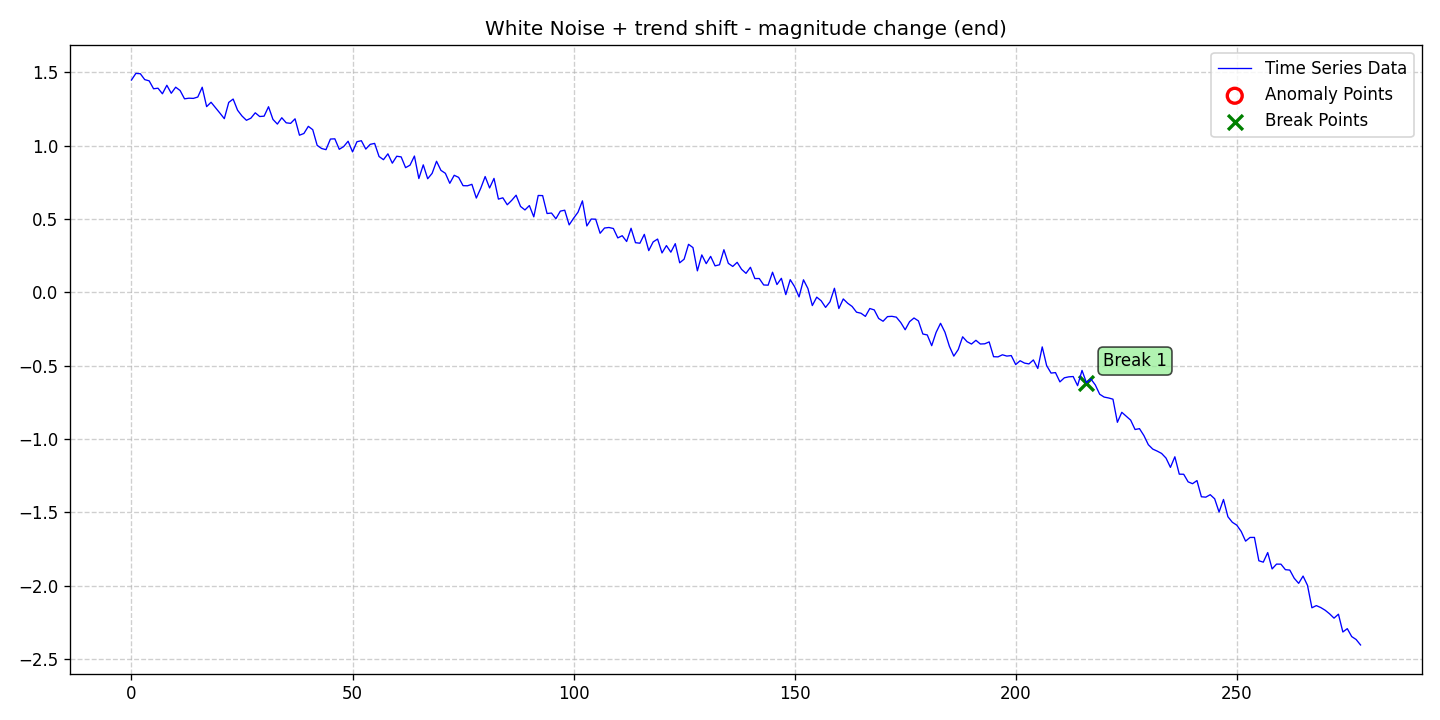 White Noise + trend shift - magnitude change (end)
Time Series Data
Anomaly Points
Break Points
Break 1
1.5
1.0
0.5
0.0
−0.5
−1.0
−1.5
−2.0
−2.5
0 50 100 150 200 250